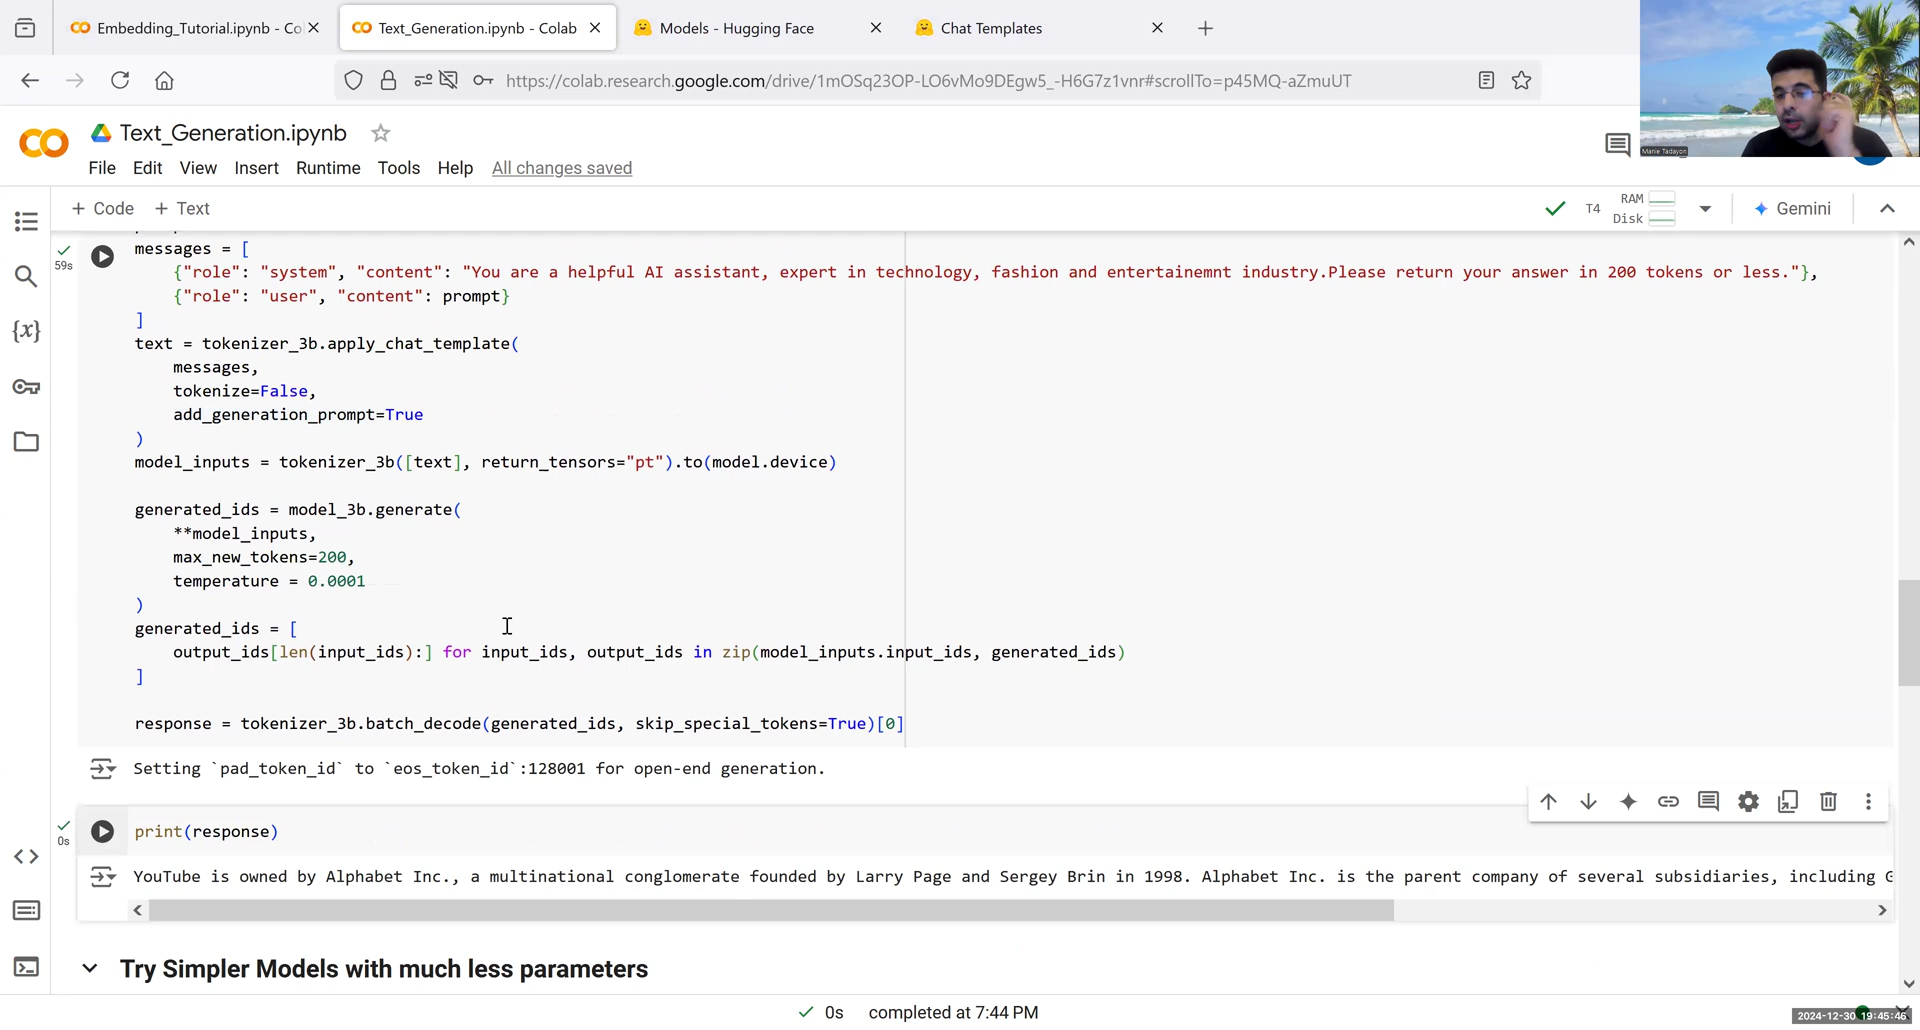 Embedding_Tutorial.ipynb - Co
Text_Generation.ipynb - Colab
Models - Hugging Face
Chat Templates
https://colab.research.google.com/drive/1mOSq23OP-LO6vMo9DEgw5_-H6G7z1vnr#scrollTo=p45MQ-aZmuUT
Marie Tadayon
Text_Generation.ipynb
File Edit View Insert Runtime Tools Help All changes saved
+ Code + Text
T4
RAM
Disk
Gemini
59s
messages = [
{"role": "system", "content": "You are a helpful AI assistant, expert in technology, fashion and entertainemnt industry.Please return your answer in 200 tokens or less."},
{"role": "user", "content": prompt}
]
text = tokenizer_3b.apply_chat_template(
messages,
tokenize=False,
add_generation_prompt=True
)
model_inputs = tokenizer_3b([text], return_tensors="pt").to(model.device)
generated_ids = model_3b.generate(
**model_inputs,
max_new_tokens=200,
temperature = 0.0001
)
generated_ids = [
output_ids[len(input_ids):] for input_ids, output_ids in zip(model_inputs.input_ids, generated_ids)
]
response = tokenizer_3b.batch_decode(generated_ids, skip_special_tokens=True)[0]
Setting `pad_token_id` to `eos_token_id`:128001 for open-end generation.
0s
print(response)
YouTube is owned by Alphabet Inc., a multinational conglomerate founded by Larry Page and Sergey Brin in 1998. Alphabet Inc. is the parent company of several subsidiaries, including G
Try Simpler Models with much less parameters
0s completed at 7:44 PM
2024-12-30 19:45:46